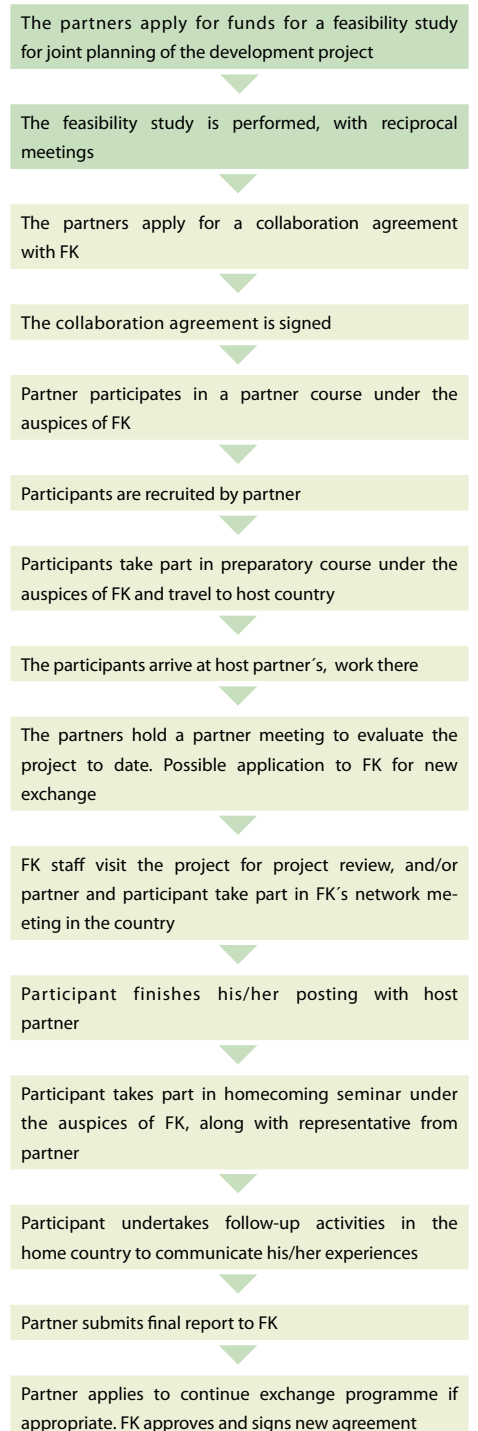 The partners apply for funds for a feasibility study
for joint planning of the development project
The feasibility study is performed, with reciprocal
meetings
The partners apply for a collaboration agreement
with FK
The collaboration agreement is signed
Partner participates in a partner course under the
auspices of FK
Participants are recruited by partner
Participants take part in preparatory course under the
auspices of FK and travel to host country
The participants arrive at host partner´s, work there
The partners hold a partner meeting to evaluate the
project to date. Possible application to FK for new
exchange
FK staff visit the project for project review, and/or
partner and participant take part in FK´s network me-
eting in the country
Participant finishes his/her posting with host
partner
Participant takes part in homecoming seminar under
the auspices of FK, along with representative from
partner
Participant undertakes follow-up activities in the
home country to communicate his/her experiences
Partner submits final report to FK
Partner applies to continue exchange programme if
appropriate. FK approves and signs new agreement